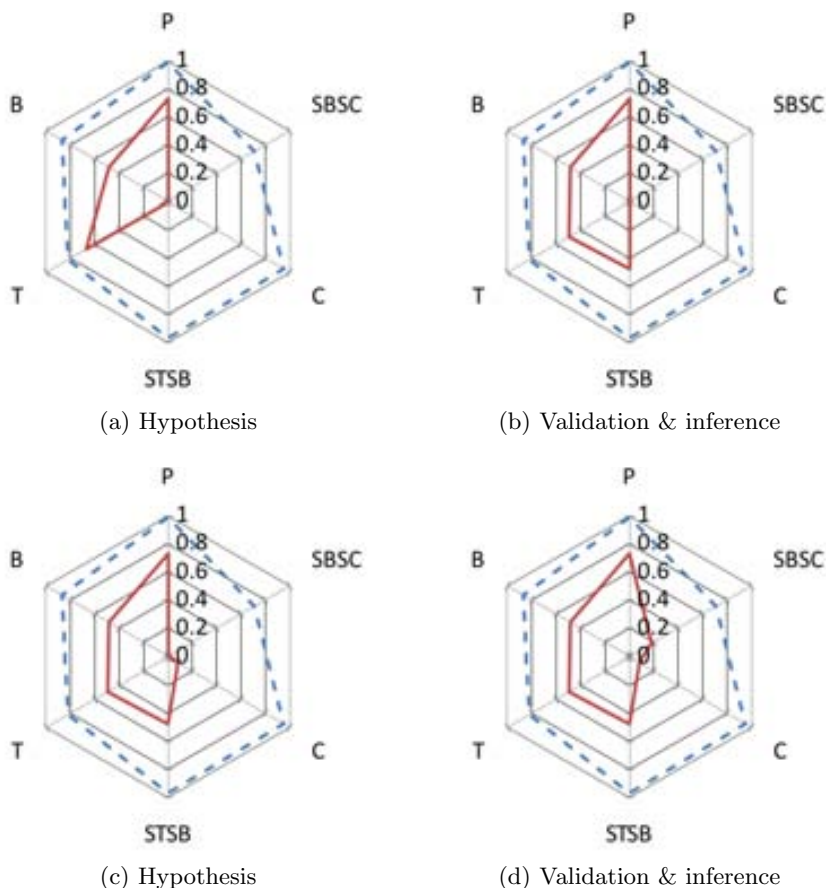 P
1
B
0.8
SBSC
0.6
0.4
0.2
0
T
C
STSB
(a) Hypothesis
P
1
B
0.8
SBSC
0.6
0.4
0.2
0
T
C
STSB
(b) Validation & inference
P
1
0.8
B
SBSC
0.6
0.4
0.2
0
T
C
STSB
(c) Hypothesis
P
1
0.8
B
SBSC
0.6
0.4
0.2
0
T
C
STSB
(d) Validation & inference